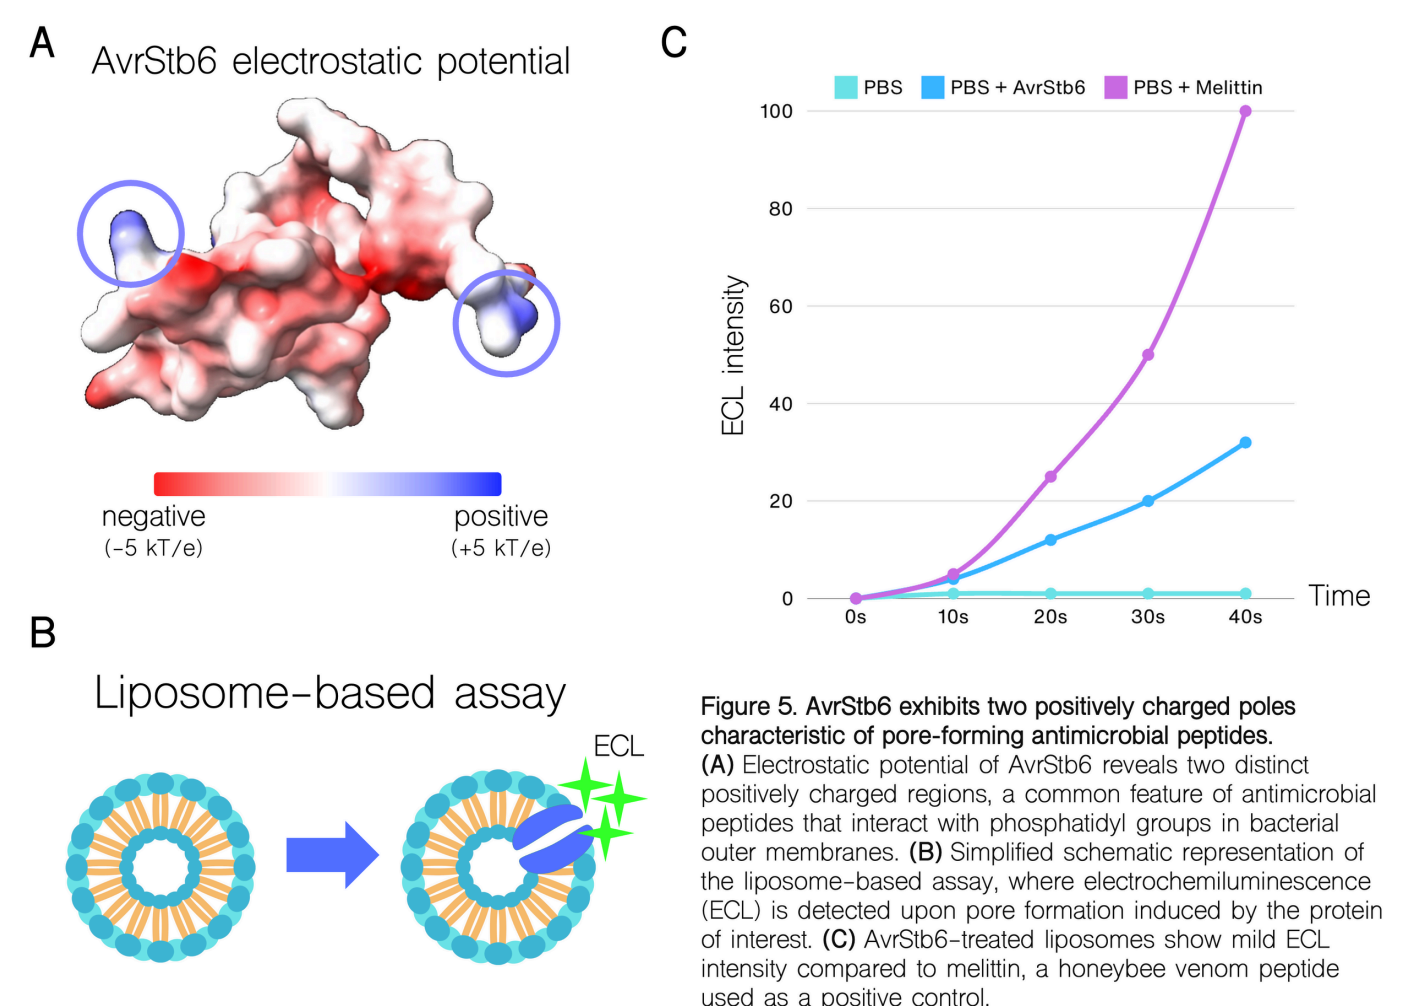 A
AvrStb6 electrostatic potential
negative
(-5 kT/e)
positive
(+5 kT/e)
B
Liposome-based assay
ECL
C
PBS
PBS + AvrStb6
PBS + Melittin
100
80
60
40
20
0
ECL intensity
0s
10s
20s
30s
40s
Time
Figure 5. AvrStb6 exhibits two positively charged poles
characteristic of pore-forming antimicrobial peptides.
(A) Electrostatic potential of AvrStb6 reveals two distinct
positively charged regions, a common feature of antimicrobial
peptides that interact with phosphatidyl groups in bacterial
outer membranes. (B) Simplified schematic representation of
the liposome-based assay, where electrochemiluminescence
(ECL) is detected upon pore formation induced by the protein
of interest. (C) AvrStb6-treated liposomes show mild ECL
intensity compared to melittin, a honeybee venom peptide
used as a positive control.